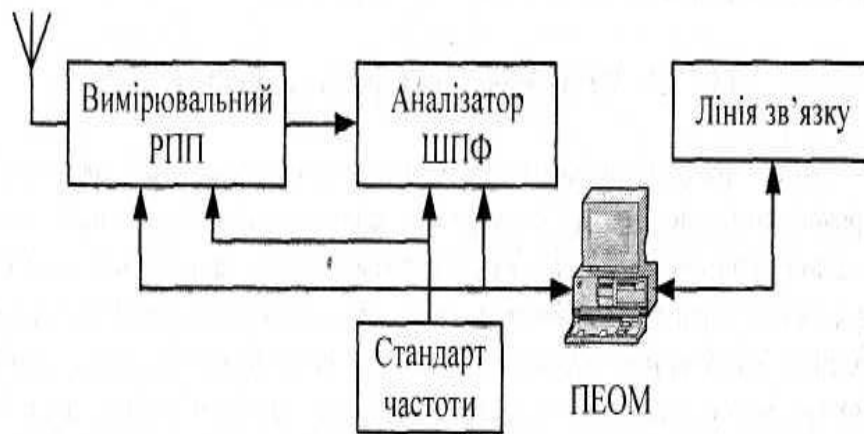 Вимірювальний
РПП
Аналізатор
ШПФ
Лінія зв’язку
Стандарт
частоти
ПЕОМ